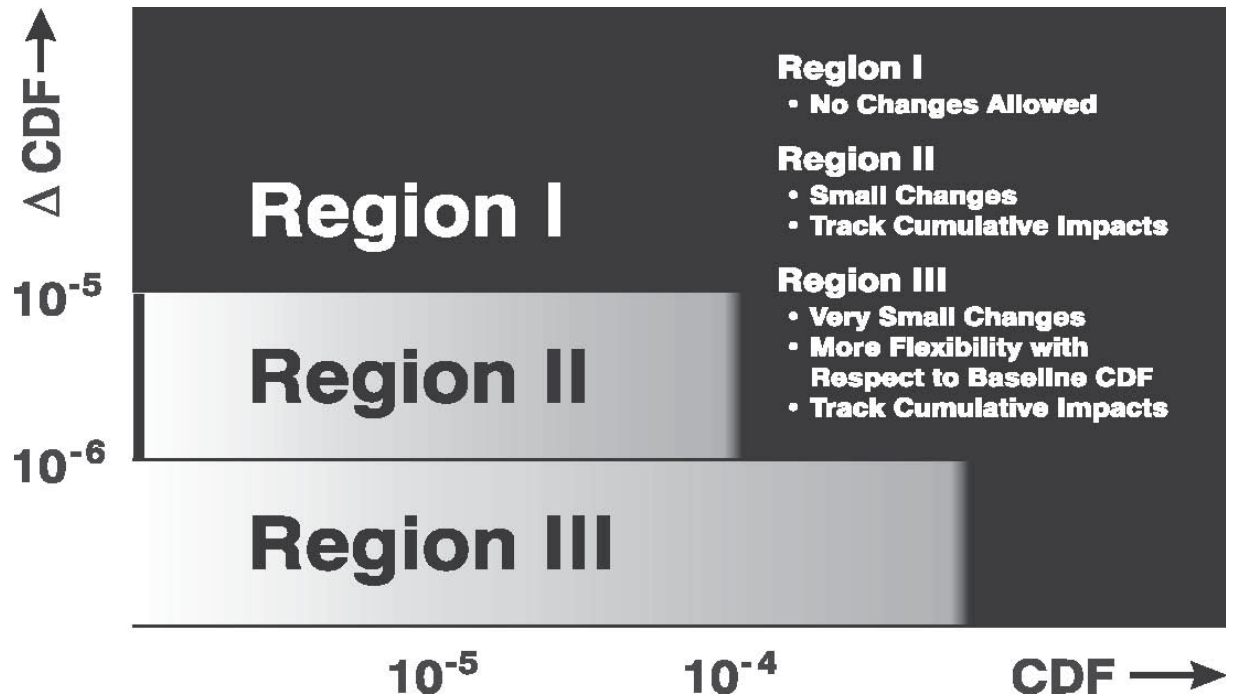 Δ CDF→
Region I
• No Changes Allowed
Region II
• Small Changes
• Track Cumulative Impacts
Region III
• Very Small Changes
• More Flexibility with
Respect to Baseline CDF
• Track Cumulative Impacts
Region I
10⁻⁵
Region II
10⁻⁶
Region III
10⁻⁵
10⁻⁴
CDF→